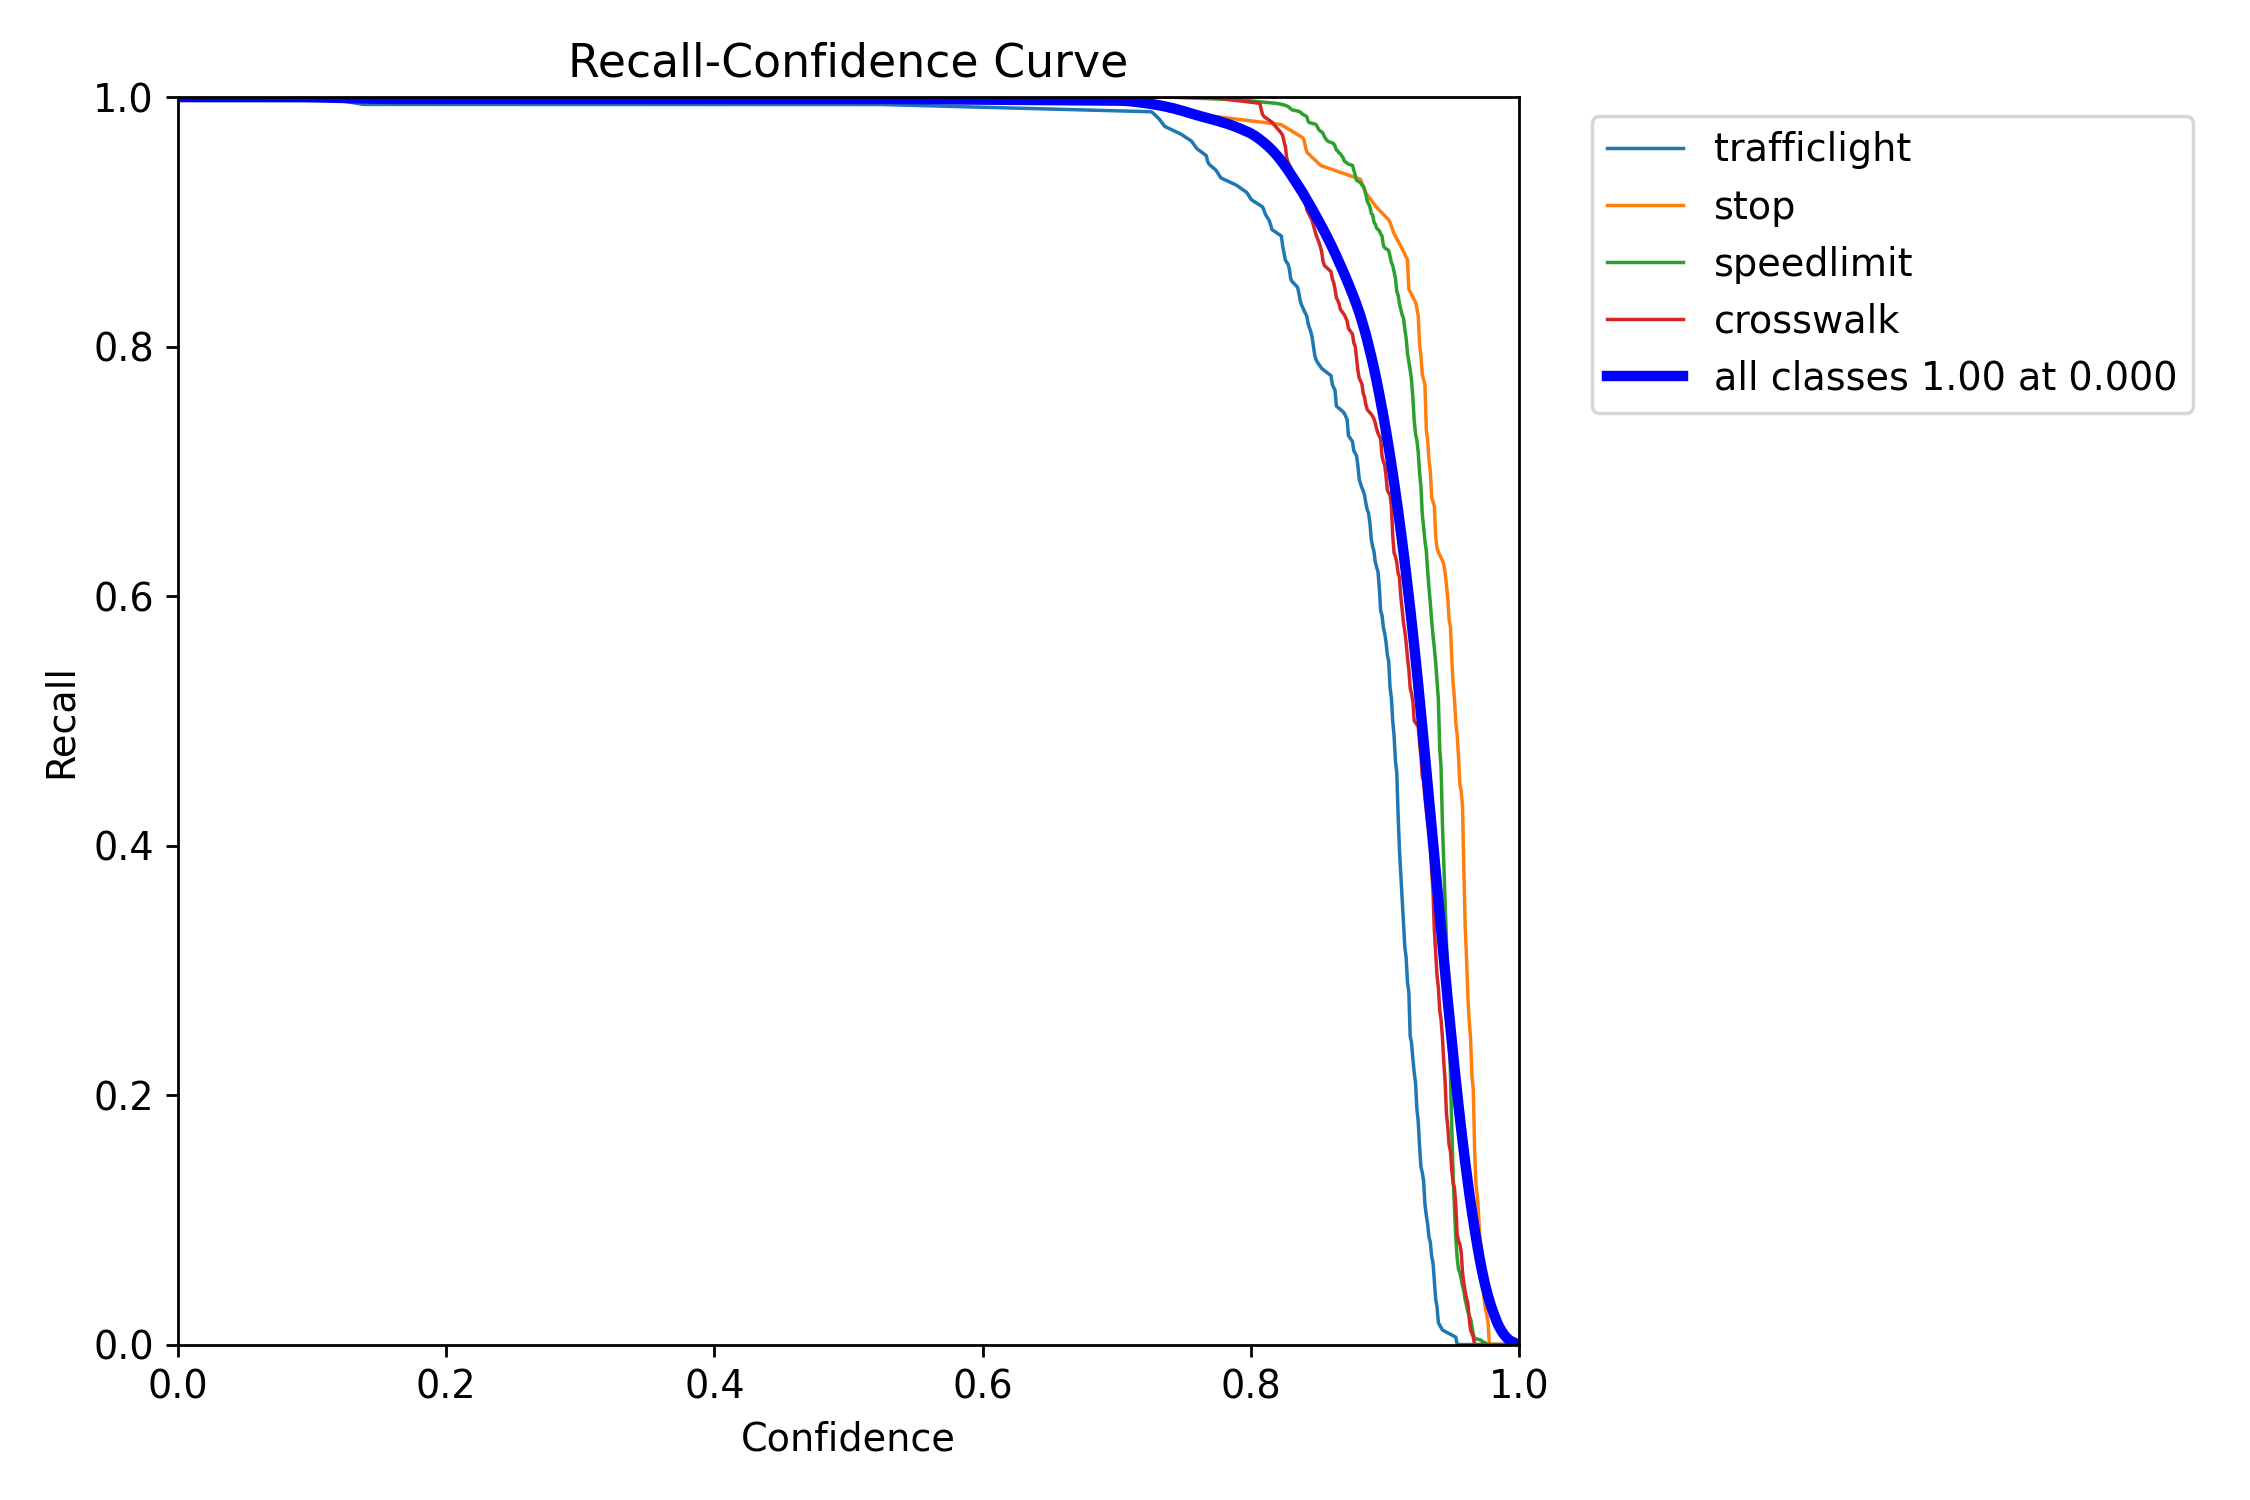 Recall-Confidence Curve
1.0
0.8
0.6
0.4
0.2
0.0
Recall
0.0 0.2 0.4 0.6 0.8 1.0
Confidence
trafficlight
stop
speedlimit
crosswalk
all classes 1.00 at 0.000